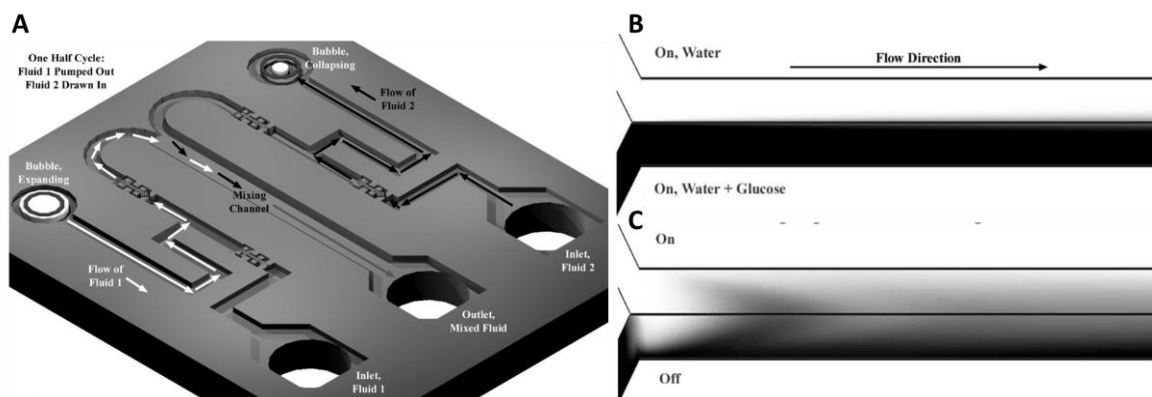 A
One Half Cycle:
Fluid 1 Pumped Out
Fluid 2 Drawn In
Bubble,
Collapsing
Flow of
Fluid 2
Bubble,
Expanding
Mixing
Channel
Flow of
Fluid 1
Inlet,
Fluid 2
Outlet,
Mixed Fluid
Inlet,
Fluid 1
B
On, Water
Flow Direction
On, Water + Glucose
C
On
Off